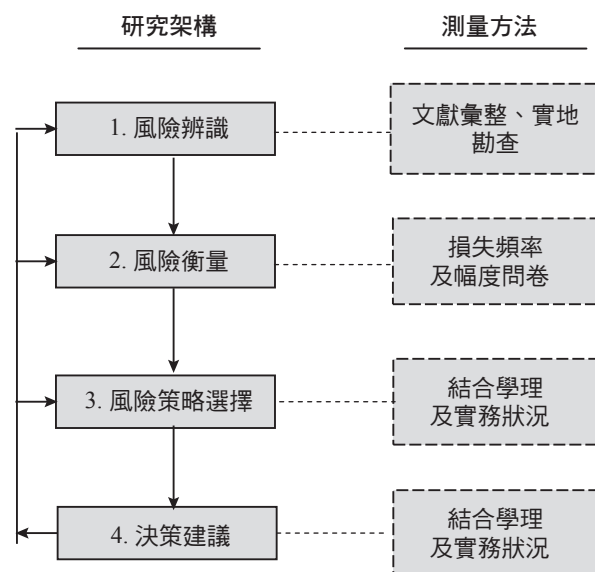 研究架構
測量方法
1. 風險辨識
文獻彙整、實地
勘查
2. 風險衡量
損失頻率
及幅度問卷
3. 風險策略選擇
結合學理
及實務狀況
4. 決策建議
結合學理
及實務狀況